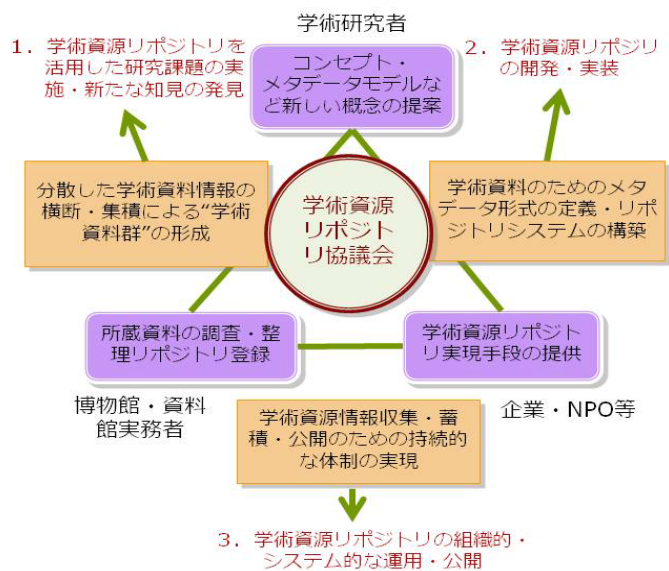 学術研究者
1．学術資源リポジトリを
活用した研究課題の実
施・新たな知見の発見
コンセプト・
メタデータモデルな
ど新しい概念の提案
2．学術資源リポジリ
の開発・実装
分散した学術資料情報の
横断・集積による“学術
資料群”の形成
学術資源
リポジト
リ協議会
学術資料のためのメタ
データ形式の定義・リポ
ジトリシステムの構築
所蔵資料の調査・整
理リポジトリ登録
学術資源リポジト
リ実現手段の提供
博物館・資料
館実務者
企業・NPO等
学術資源情報収集・蓄
積・公開のための持続的
な体制の実現
3．学術資源リポジトリの組織的・
システム的な運用・公開